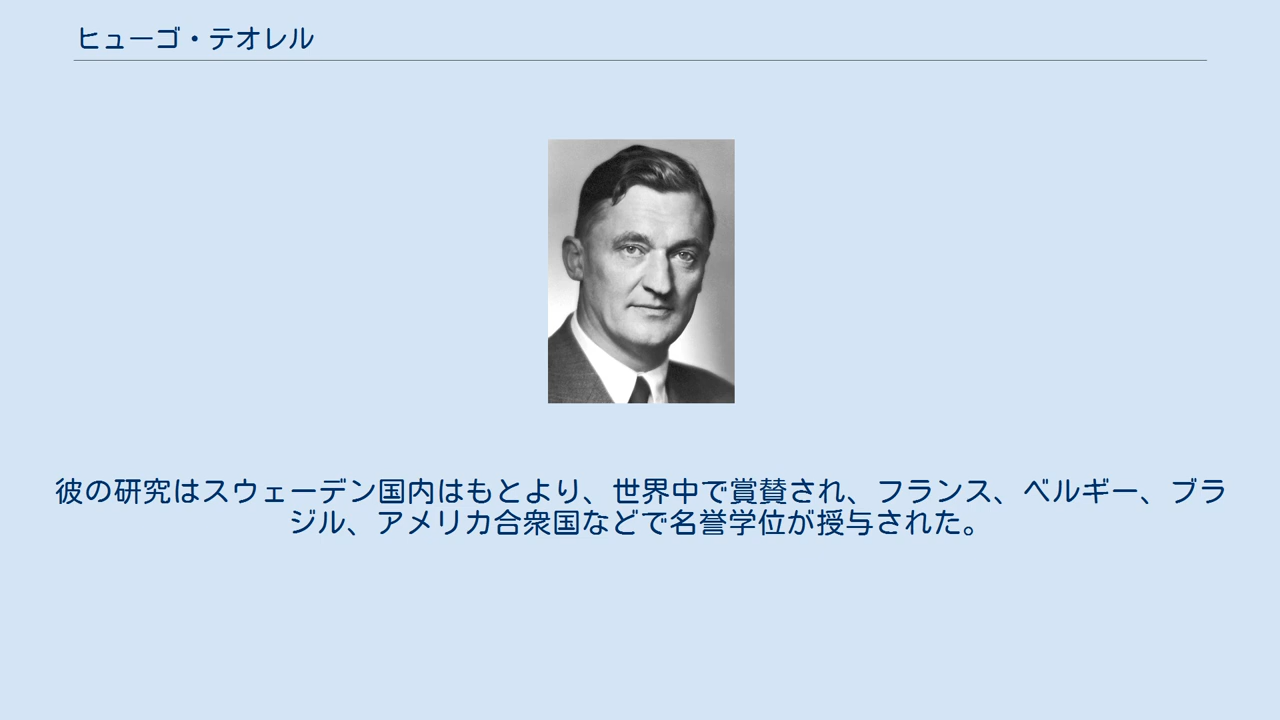 ヒューゴ・テオレル
彼の研究はスウェーデン国内はもとより、世界中で賞賛され、フランス、ベルギー、ブラ
ジル、アメリカ合衆国などで名誉学位が授与された。